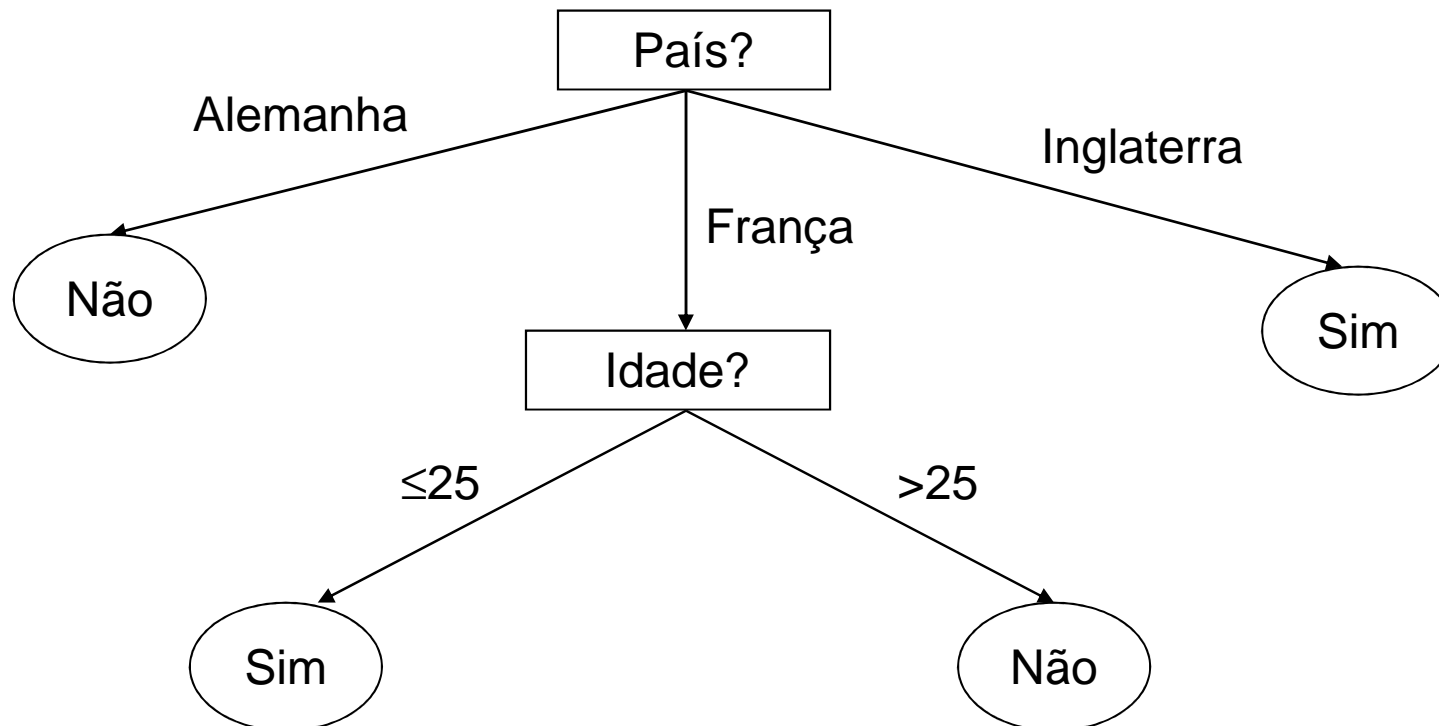 País?
Alemanha
Inglaterra
França
Não
Sim
Idade?
≤25
>25
Sim
Não